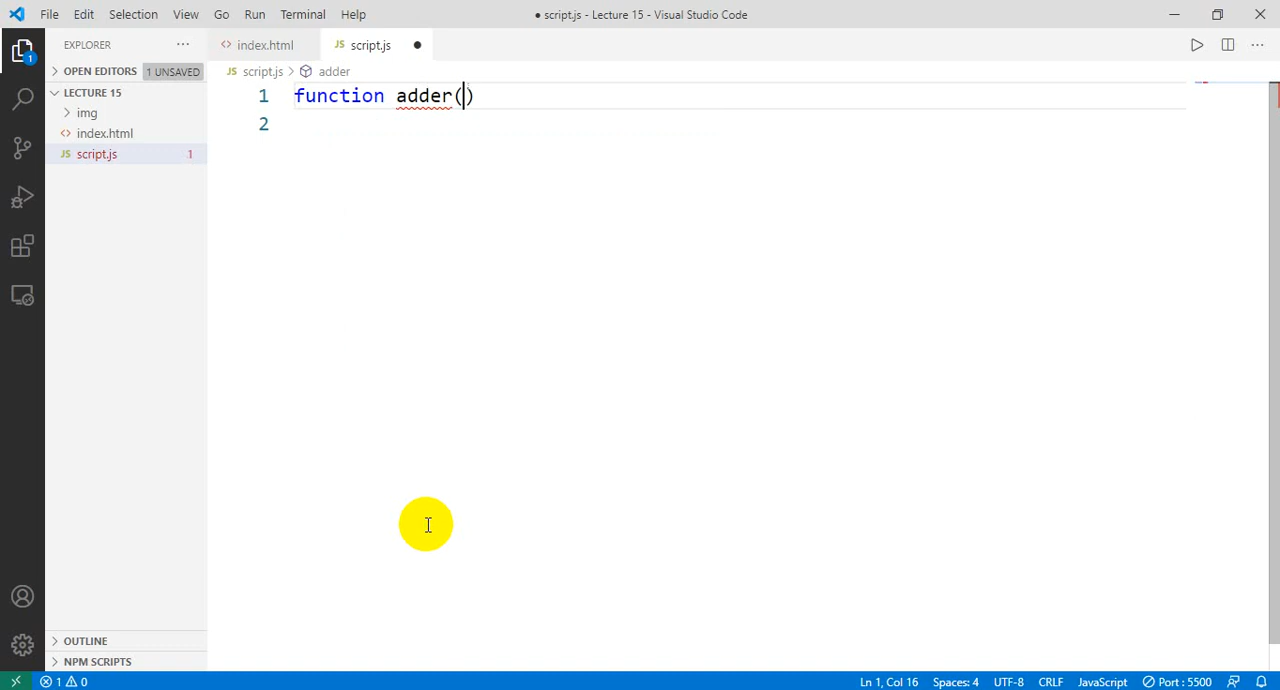 File Edit Selection View Go Run Terminal Help ● script.js - Lecture 15 - Visual Studio Code
EXPLORER ··· index.html JS script.js ●
OPEN EDITORS 1 UNSAVED JS script.js > adder
LECTURE 15
img
index.html
JS script.js 1
1 function adder()
2
OUTLINE
NPM SCRIPTS
1 0 Ln 1, Col 16 Spaces: 4 UTF-8 CRLF JavaScript Port : 5500
1